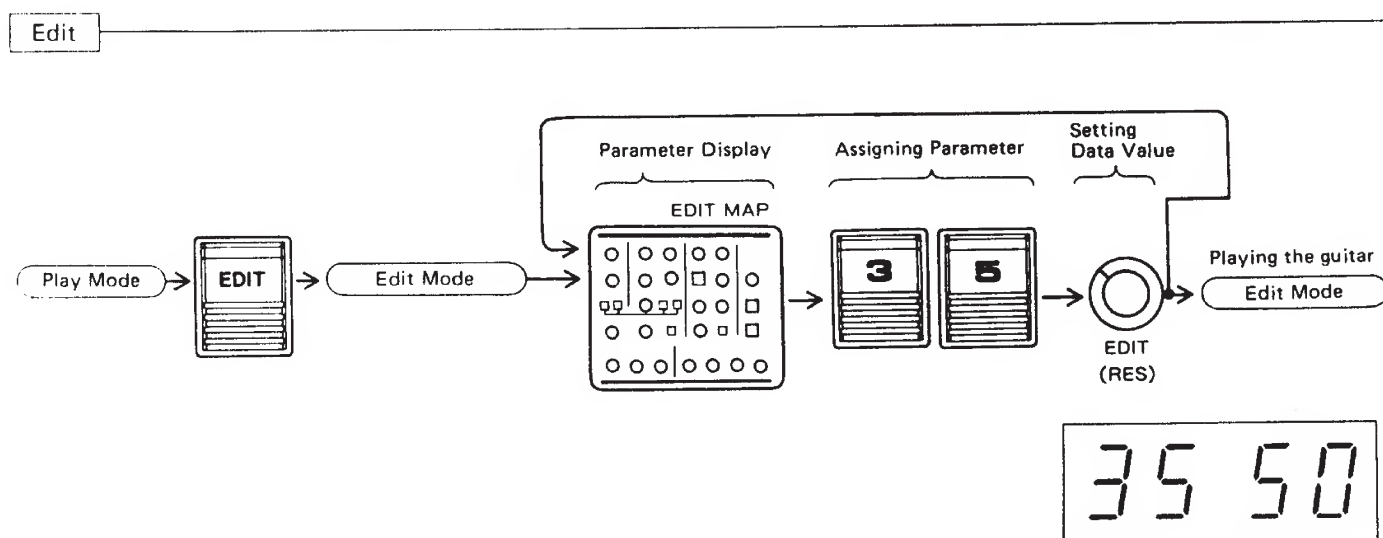 Edit
Parameter Display
Assigning Parameter
Setting
Data Value
EDIT MAP
Play Mode
EDIT
Edit Mode
3
5
Playing the guitar
Edit Mode
EDIT
(RES)
35 50